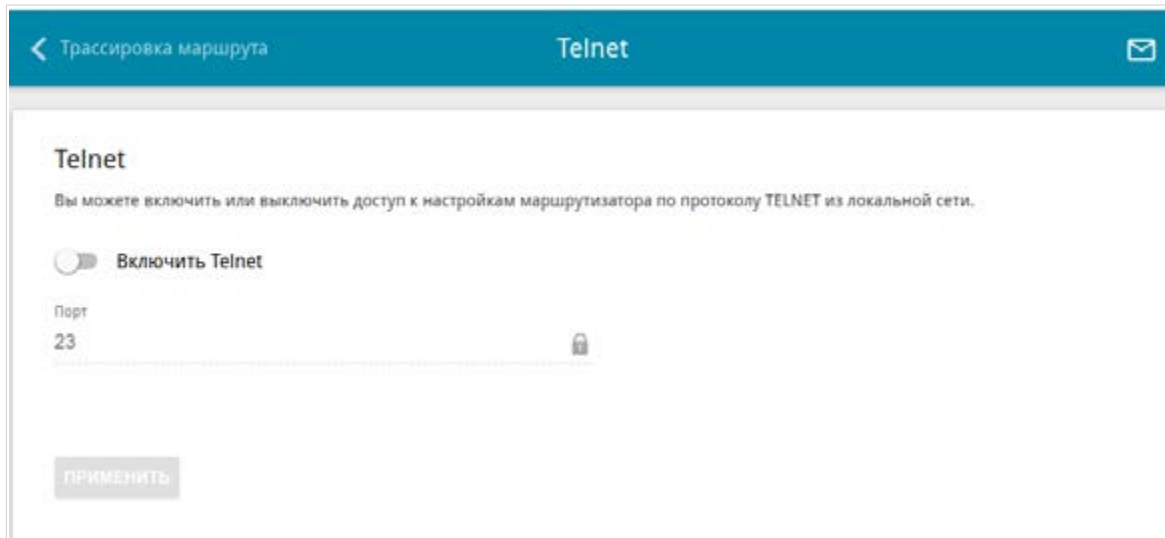 Трассировка маршрута
Telnet
Telnet
Вы можете включить или выключить доступ к настройкам маршрутизатора по протоколу TELNET из локальной сети.
Включить Telnet
Порт
23
ПРИМЕНИТЬ